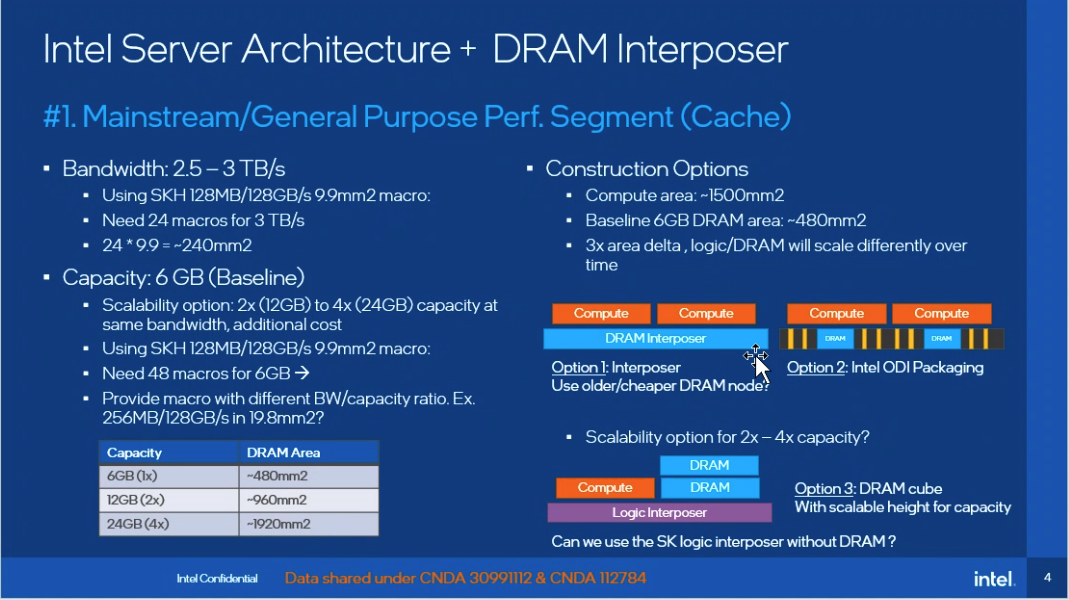 Intel Server Architecture + DRAM Interposer
#1. Mainstream/General Purpose Perf. Segment (Cache)
▪ Bandwidth: 2.5 – 3 TB/s
▪ Using SKH 128MB/128GB/s 9.9mm2 macro:
▪ Need 24 macros for 3 TB/s
▪ 24 * 9.9 = ~240mm2
▪ Capacity: 6 GB (Baseline)
▪ Scalability option: 2x (12GB) to 4x (24GB) capacity at
same bandwidth, additional cost
▪ Using SKH 128MB/128GB/s 9.9mm2 macro:
▪ Need 48 macros for 6GB →
▪ Provide macro with different BW/capacity ratio. Ex.
256MB/128GB/s in 19.8mm2?
Capacity DRAM Area
6GB (1x) ~480mm2
12GB (2x) ~960mm2
24GB (4x) ~1920mm2
▪ Construction Options
▪ Compute area: ~1500mm2
▪ Baseline 6GB DRAM area: ~480mm2
▪ 3x area delta , logic/DRAM will scale differently over
time
Compute Compute
DRAM Interposer
Option 1: Interposer
Use older/cheaper DRAM node?
Compute Compute
DRAM DRAM
Option 2: Intel ODI Packaging
▪ Scalability option for 2x – 4x capacity?
DRAM
Compute DRAM
Logic Interposer
Option 3: DRAM cube
With scalable height for capacity
Can we use the SK logic interposer without DRAM ?
Intel Confidential
Data shared under CNDA 30991112 & CNDA 112784
intel.
4